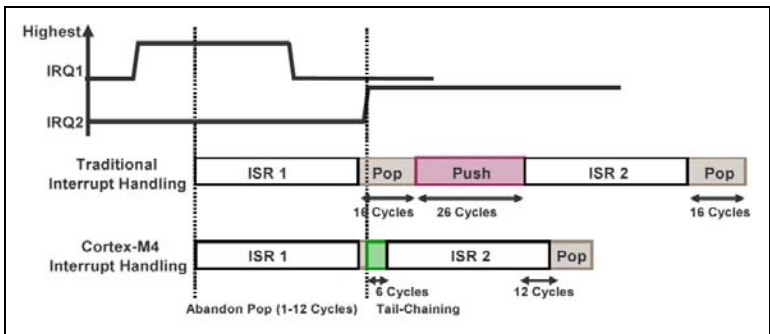 Highest
IRQ1
IRQ2
Traditional
Interrupt Handling
ISR 1
Pop
Push
ISR 2
Pop
16 Cycles
26 Cycles
16 Cycles
Cortex-M4
Interrupt Handling
ISR 1
ISR 2
Pop
6 Cycles
12 Cycles
Abandon Pop (1-12 Cycles)
Tail-Chaining